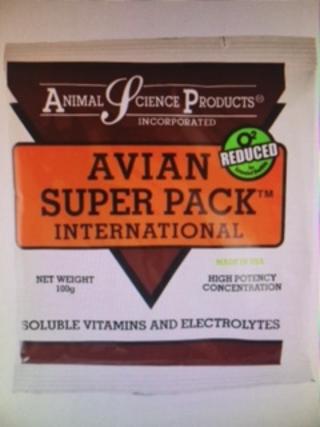 ANIMAL SCIENCE PRODUCTS®
INCORPORATED
O2
REDUCED
AVIAN
SUPER PACK™
INTERNATIONAL
MADE IN USA
NET WEIGHT
100g
HIGH POTENCY
CONCENTRATION
SOLUBLE VITAMINS AND ELECTROLYTES